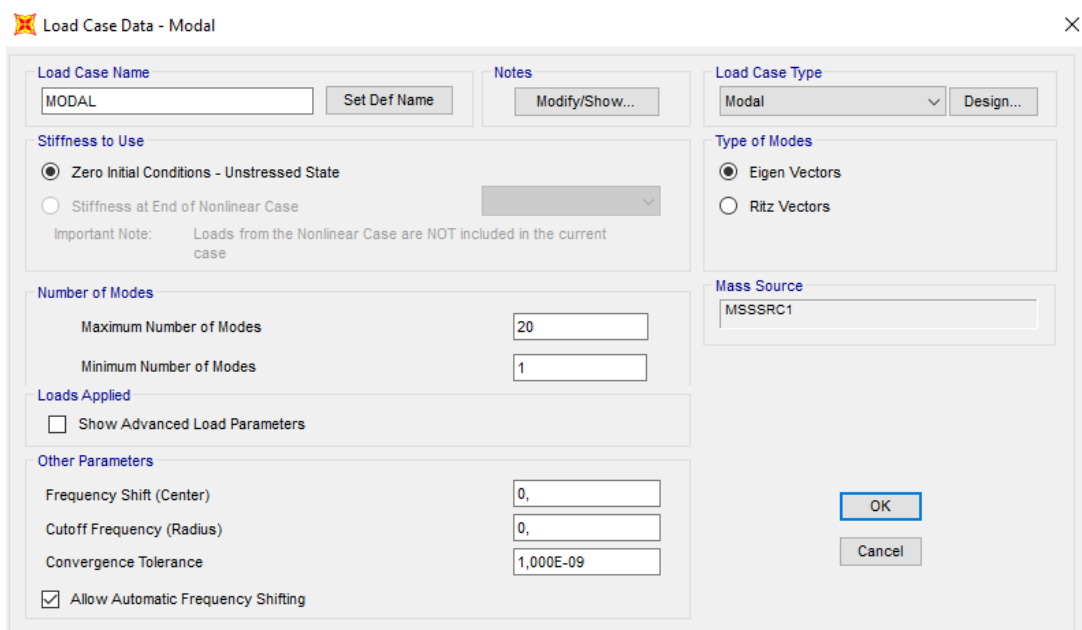 Load Case Data - Modal
Load Case Name
MODAL
Set Def Name
Notes
Modify/Show...
Load Case Type
Modal
Design...
Stiffness to Use
Zero Initial Conditions - Unstressed State
Stiffness at End of Nonlinear Case
Important Note: Loads from the Nonlinear Case are NOT included in the current
case
Type of Modes
Eigen Vectors
Ritz Vectors
Number of Modes
Maximum Number of Modes 20
Minimum Number of Modes 1
Mass Source
MSSSRC1
Loads Applied
Show Advanced Load Parameters
Other Parameters
Frequency Shift (Center) 0,
Cutoff Frequency (Radius) 0,
Convergence Tolerance 1,000E-09
Allow Automatic Frequency Shifting
OK
Cancel